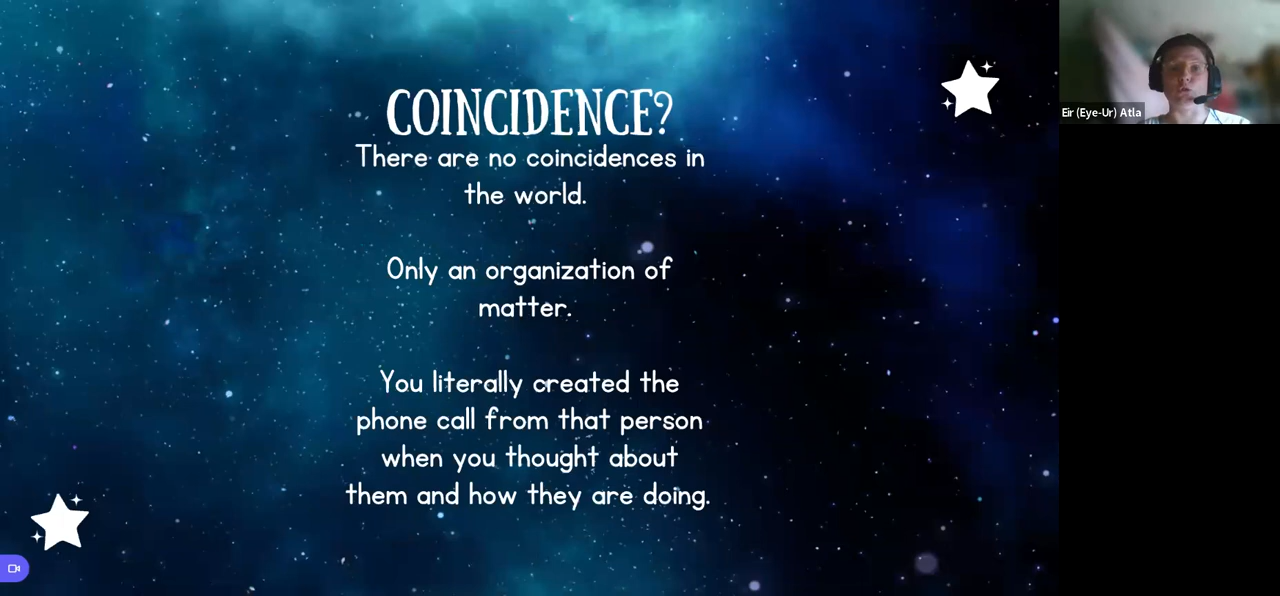 COINCIDENCE?
There are no coincidences in
the world.
Only an organization of
matter.
You literally created the
phone call from that person
when you thought about
them and how they are doing.
Eir (Eye-Ur) Atla